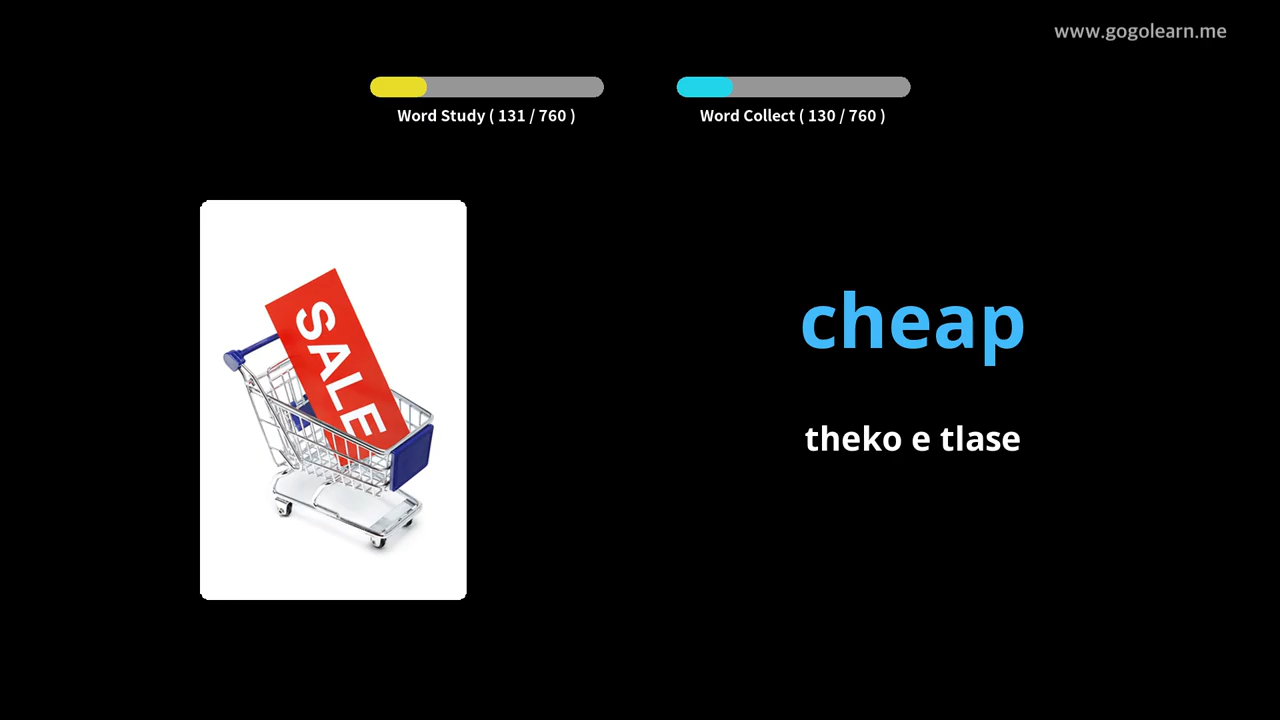 www.gogolearn.me
Word Study ( 131 / 760 )
Word Collect ( 130 / 760 )
SALE
cheap
theko e tlase